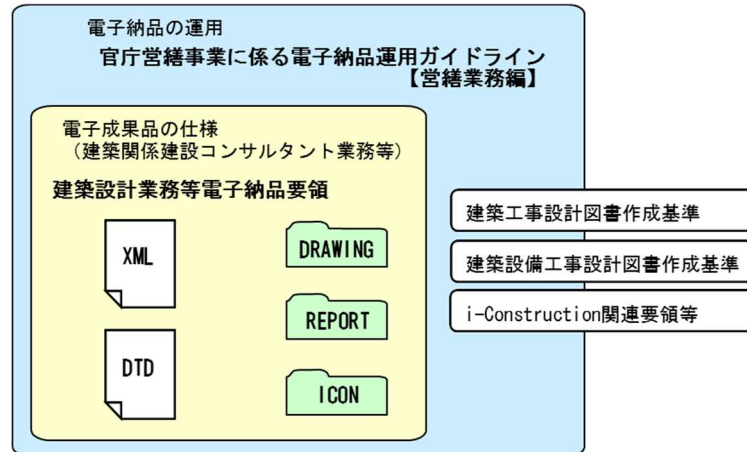 電子納品の運用
官庁営繕事業に係る電子納品運用ガイドライン
【営繕業務編】
電子成果品の仕様
（建築関係建設コンサルタント業務等）
建築設計業務等電子納品要領
XML
DTD
DRAWING
REPORT
ICON
建築工事設計図書作成基準
建築設備工事設計図書作成基準
i-Construction関連要領等